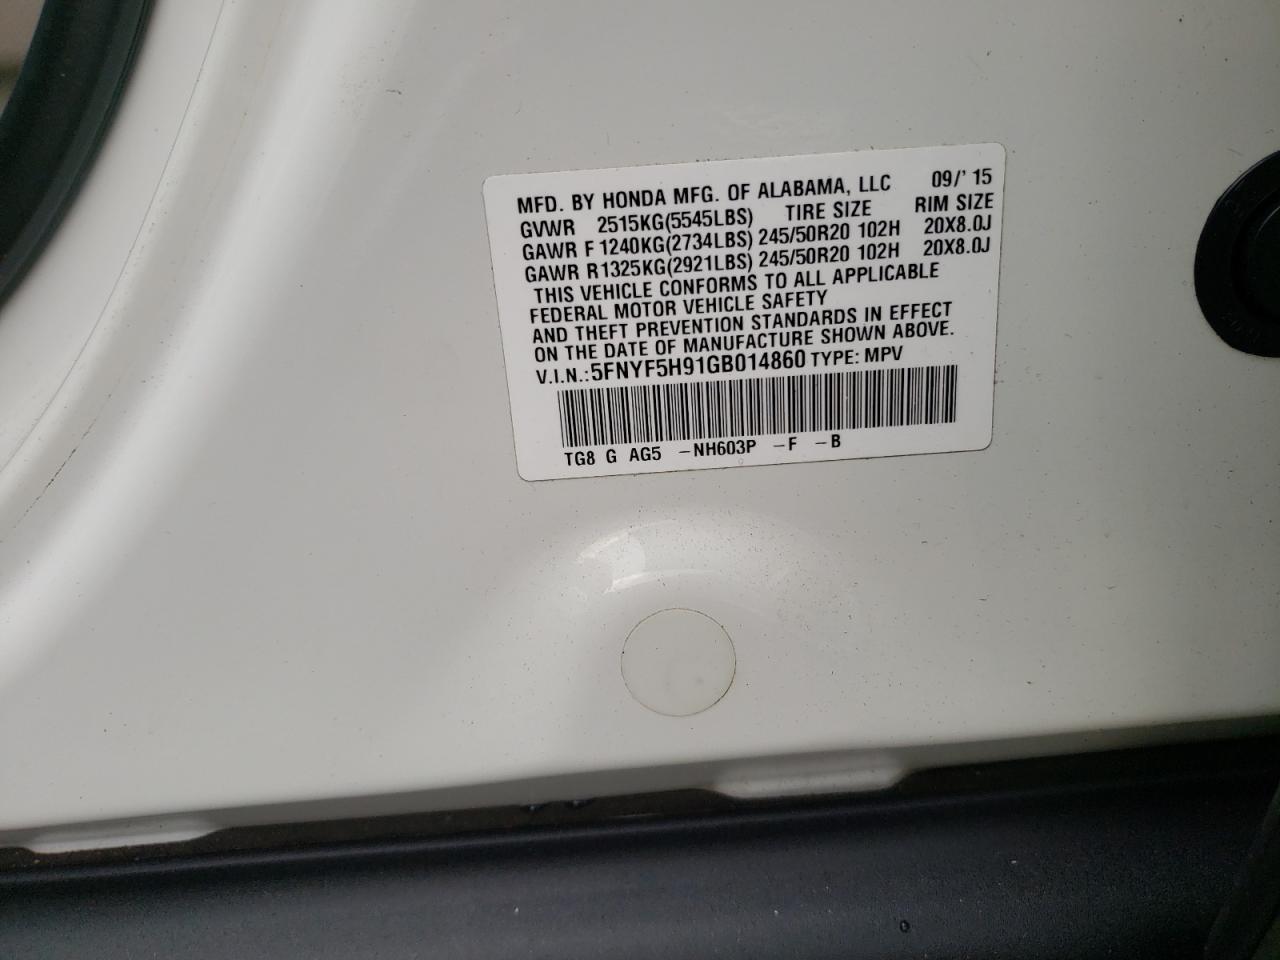 MFD. BY HONDA MFG. OF ALABAMA, LLC 09/'15
GVWR 2515KG(5545LBS) TIRE SIZE RIM SIZE
GAWR F 1240KG(2734LBS) 245/50R20 102H 20X8.0J
GAWR R1325KG(2921LBS) 245/50R20 102H 20X8.0J
THIS VEHICLE CONFORMS TO ALL APPLICABLE
FEDERAL MOTOR VEHICLE SAFETY
AND THEFT PREVENTION STANDARDS IN EFFECT
ON THE DATE OF MANUFACTURE SHOWN ABOVE.
V.I.N.:5FNYF5H91GB014860 TYPE: MPV
TG8 G AG5 -NH603P -F -B